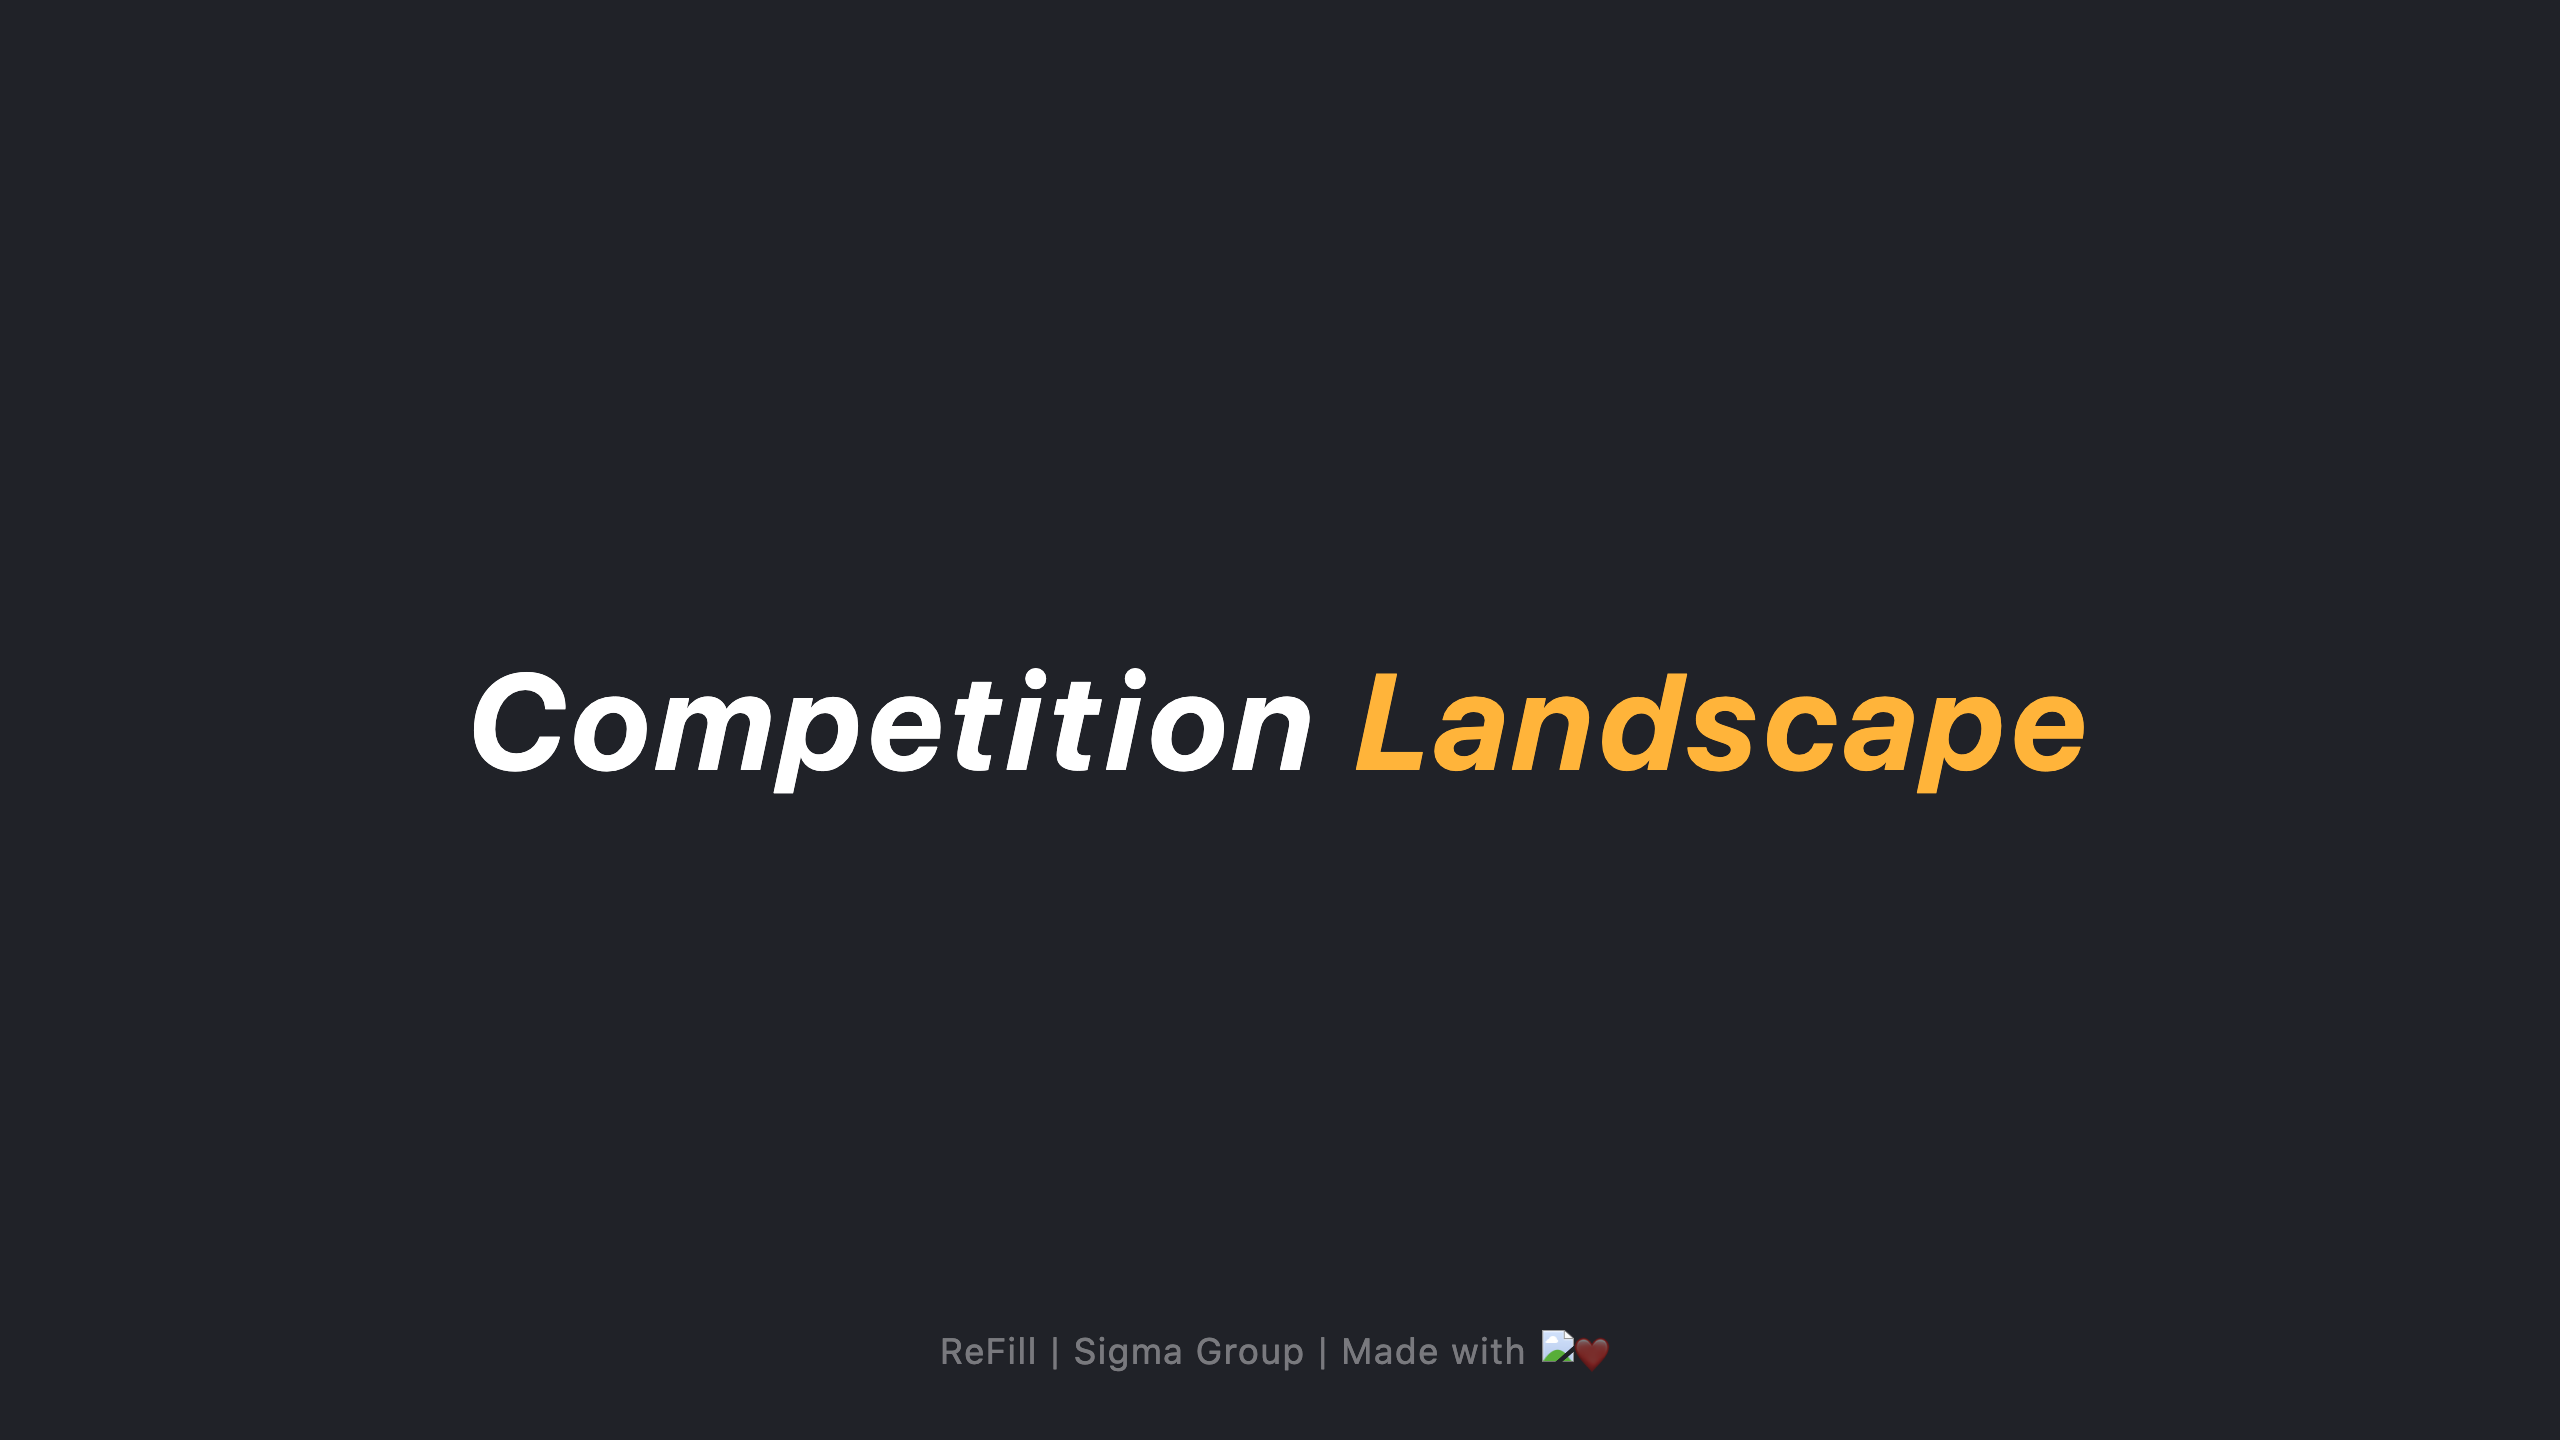 Competition Landscape
ReFill | Sigma Group | Made with ❤️